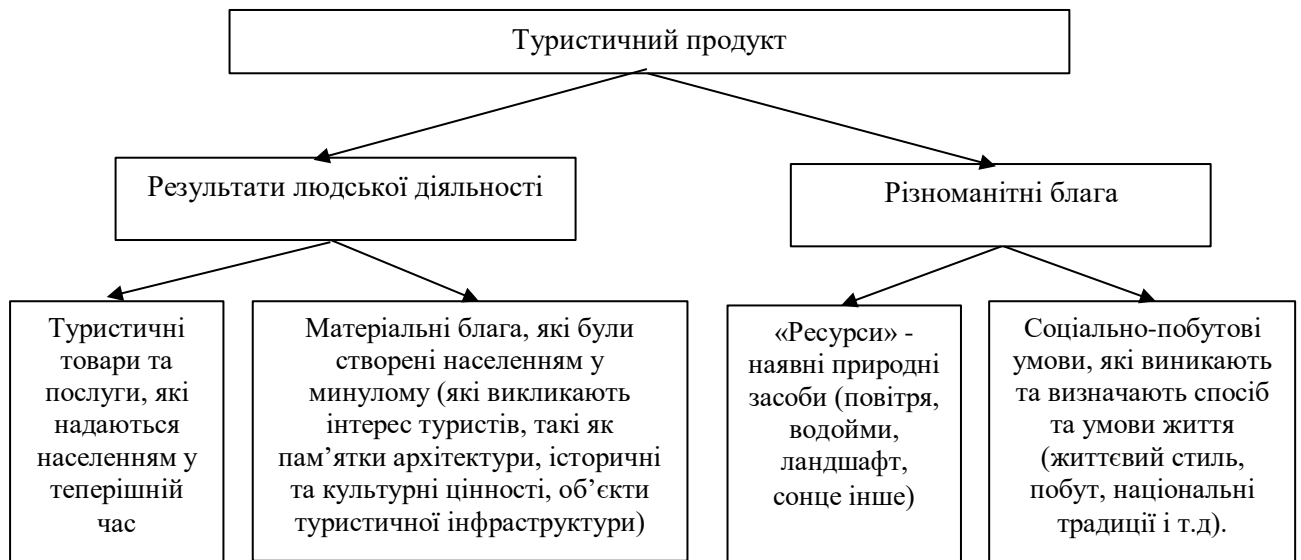 Туристичний продукт
Результати людської діяльності
Різноманітні блага
Туристичні
товари та
послуги, які
надаються
населенням у
теперішній
час
Матеріальні блага, які були
створені населенням у
минулому (які викликають
інтерес туристів, такі як
пам’ятки архітектури, історичні
та культурні цінності, об’єкти
туристичної інфраструктури)
«Ресурси» -
наявні природні
засоби (повітря,
водойми,
ландшафт,
сонце інше)
Соціально-побутові
умови, які виникають
та визначають спосіб
та умови життя
(життєвий стиль,
побут, національні
традиції і т.д).